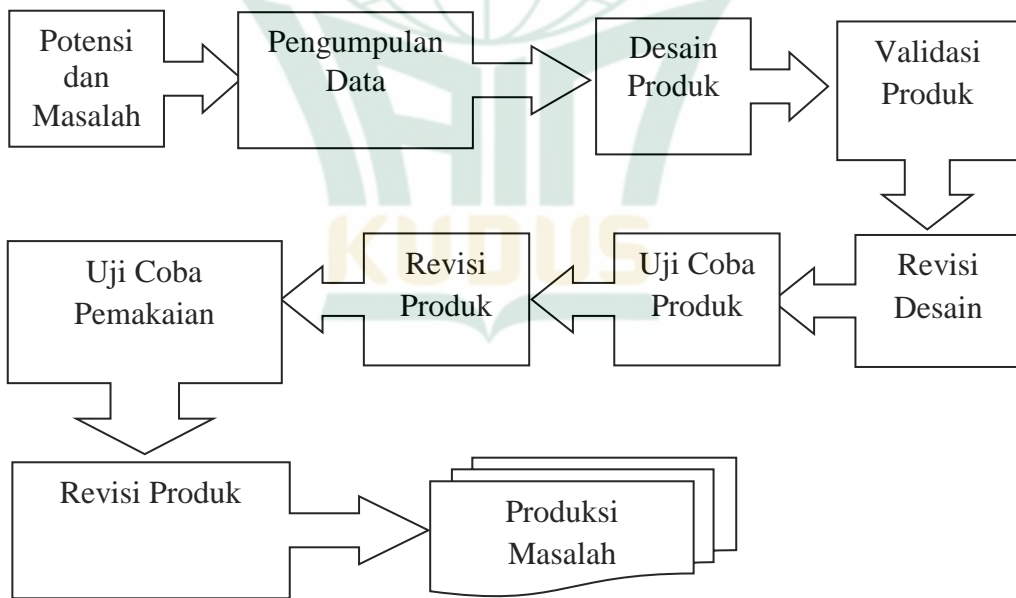 Potensi
dan
Masalah
Pengumpulan
Data
Desain
Produk
Validasi
Produk
Revisi
Desain
Uji Coba
Produk
Revisi
Produk
Uji Coba
Pemakaian
Revisi Produk
Produksi
Masalah
KUDUS